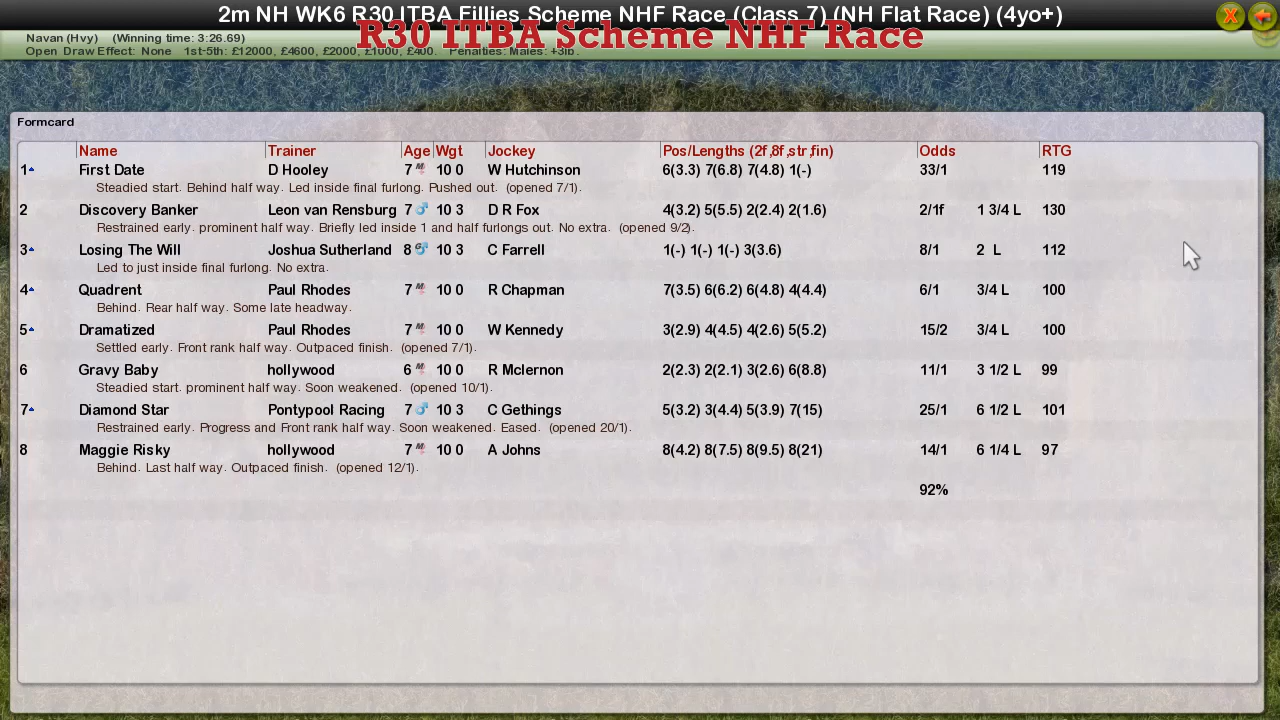 2m NH WK6 R30 ITBA Fillies Scheme NHF Race (Class 7) (NH Flat Race) (4yo+)
R30 ITBA Scheme NHF Race
Navan (Hvy) (Winning time: 3:26.69)
Open Draw Effect: None 1st-5th: £12000, £4600, £2000, £1000, £400. Penalties: Males: +3lb.
Formcard
Name Trainer Age Wgt Jockey Pos/Lengths (2f,8f,str,fin) Odds RTG
1 First Date D Hooley 7 10 0 W Hutchinson 6(3.3) 7(6.8) 7(4.8) 1(-) 33/1 119
Steadied start. Behind half way. Led inside final furlong. Pushed out. (opened 7/1).
2 Discovery Banker Leon van Rensburg 7 10 3 D R Fox 4(3.2) 5(5.5) 2(2.4) 2(1.6) 2/1f 1 3/4 L 130
Restrained early. prominent half way. Briefly led inside 1 and half furlongs out. No extra. (opened 9/2).
3 Losing The Will Joshua Sutherland 8 10 3 C Farrell 1(-) 1(-) 1(-) 3(3.6) 8/1 2 L 112
Led to just inside final furlong. No extra.
4 Quadrent Paul Rhodes 7 10 0 R Chapman 7(3.5) 6(6.2) 6(4.8) 4(4.4) 6/1 3/4 L 100
Behind. Rear half way. Some late headway.
5 Dramatized Paul Rhodes 7 10 0 W Kennedy 3(2.9) 4(4.5) 4(2.6) 5(5.2) 15/2 3/4 L 100
Settled early. Front rank half way. Outpaced finish. (opened 7/1).
6 Gravy Baby hollywood 6 10 0 R Mclernon 2(2.3) 2(2.1) 3(2.6) 6(8.8) 11/1 3 1/2 L 99
Steadied start. prominent half way. Soon weakened. (opened 10/1).
7 Diamond Star Pontypool Racing 7 10 3 C Gethings 5(3.2) 3(4.4) 5(3.9) 7(15) 25/1 6 1/2 L 101
Restrained early. Progress and Front rank half way. Soon weakened. Eased. (opened 20/1).
8 Maggie Risky hollywood 7 10 0 A Johns 8(4.2) 8(7.5) 8(9.5) 8(21) 14/1 6 1/4 L 97
Behind. Last half way. Outpaced finish. (opened 12/1).
92%